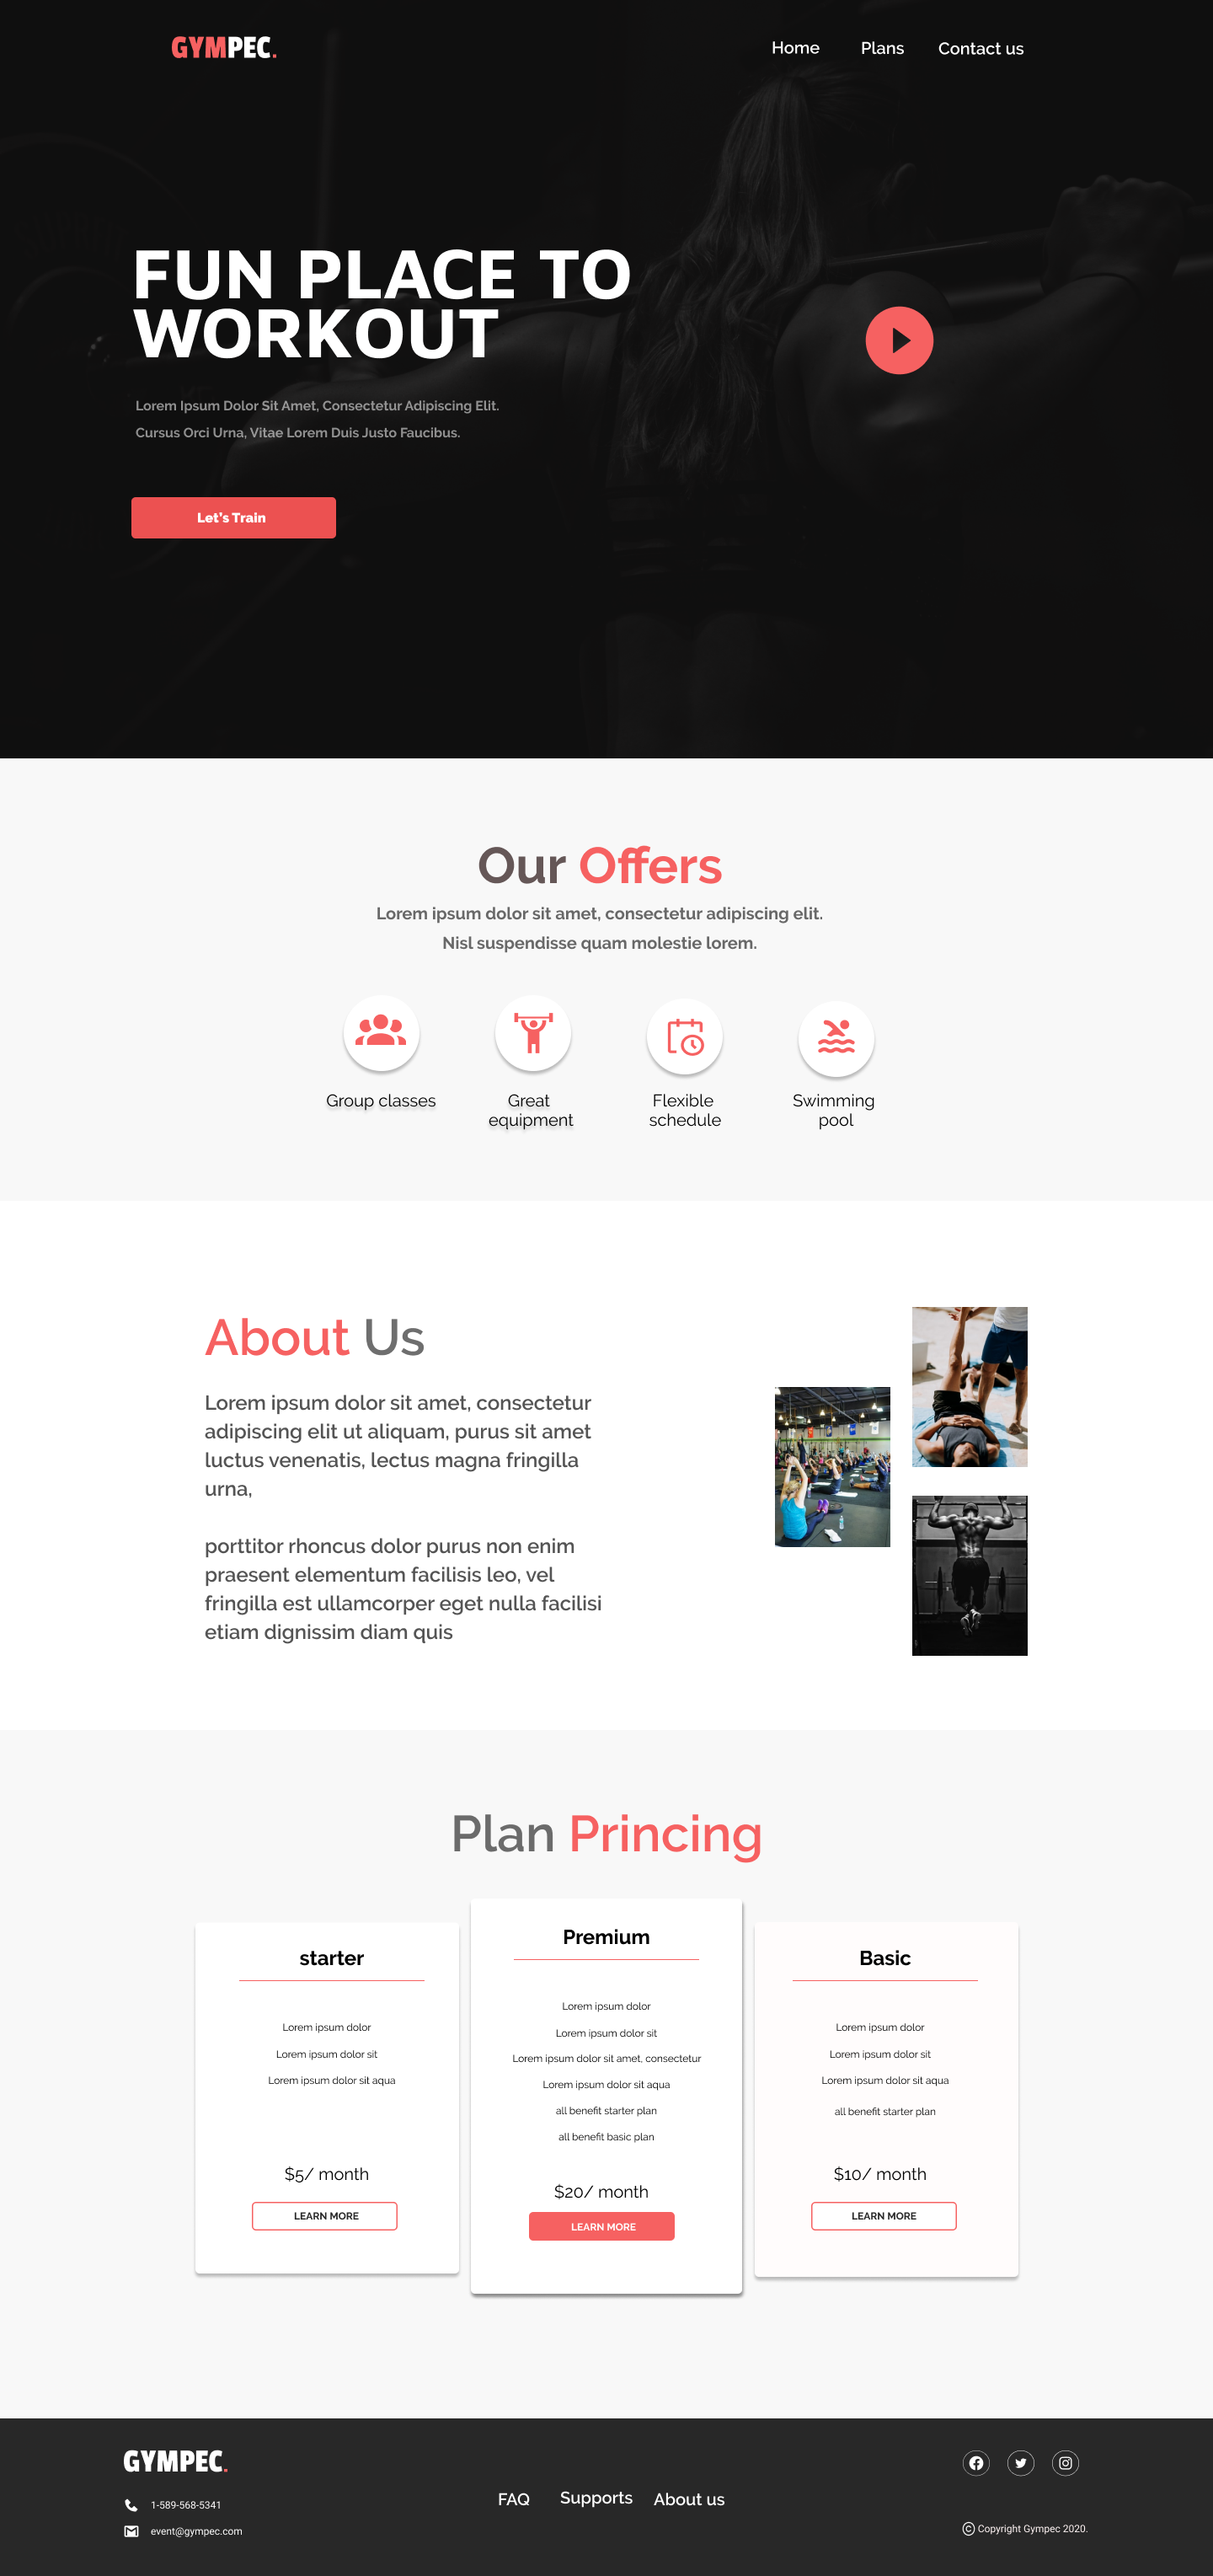 GYMPEC.
Home
Plans
Contact us
FUN PLACE TO
WORKOUT
Lorem Ipsum Dolor Sit Amet, Consectetur Adipiscing Elit.
Cursus Orci Urna, Vitae Lorem Duis Justo Faucibus.
Let's Train
Our Offers
Lorem ipsum dolor sit amet, consectetur adipiscing elit.
Nisl suspendisse quam molestie lorem.
Group classes
Great
equipment
Flexible
schedule
Swimming
pool
About Us
Lorem ipsum dolor sit amet, consectetur
adipiscing elit ut aliquam, purus sit amet
luctus venenatis, lectus magna fringilla
urna,
porttitor rhoncus dolor purus non enim
praesent elementum facilisis leo, vel
fringilla est ullamcorper eget nulla facilisi
etiam dignissim diam quis
Plan Princing
starter
Lorem ipsum dolor
Lorem ipsum dolor sit
Lorem ipsum dolor sit aqua
$5/ month
LEARN MORE
Premium
Lorem ipsum dolor
Lorem ipsum dolor sit
Lorem ipsum dolor sit amet, consectetur
Lorem ipsum dolor sit aqua
all benefit starter plan
all benefit basic plan
$20/ month
LEARN MORE
Basic
Lorem ipsum dolor
Lorem ipsum dolor sit
Lorem ipsum dolor sit aqua
all benefit starter plan
$10/ month
LEARN MORE
GYMPEC.
1-589-568-5341
event@gympec.com
FAQ
Supports
About us
© Copyright Gympec 2020.